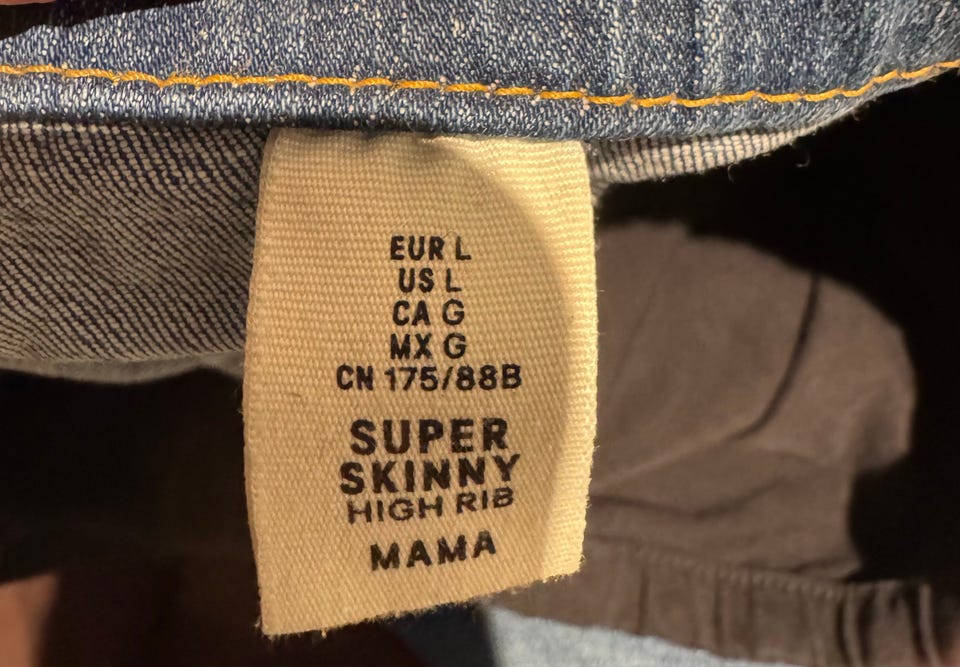 EUR L
US L
CA G
MX G
CN 175/88B
SUPER
SKINNY
HIGH RIB
MAMA